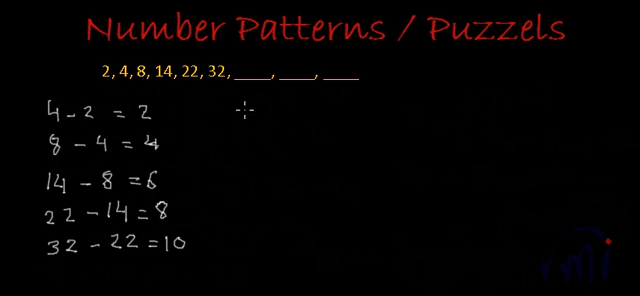 Number Patterns / Puzzels
2, 4, 8, 14, 22, 32, ____, ____, ____
4 - 2 = 2
8 - 4 = 4
14 - 8 = 6
22 - 14 = 8
32 - 22 = 10